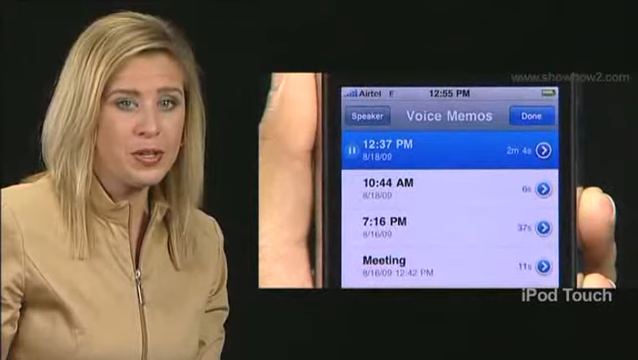 www.showhow2.com
Airtel E 12:55 PM
Speaker Voice Memos Done
12:37 PM
8/18/09
2m 4s
10:44 AM
8/18/09
6s
7:16 PM
8/16/09
37s
Meeting
8/16/09 12:42 PM
11s
iPod Touch